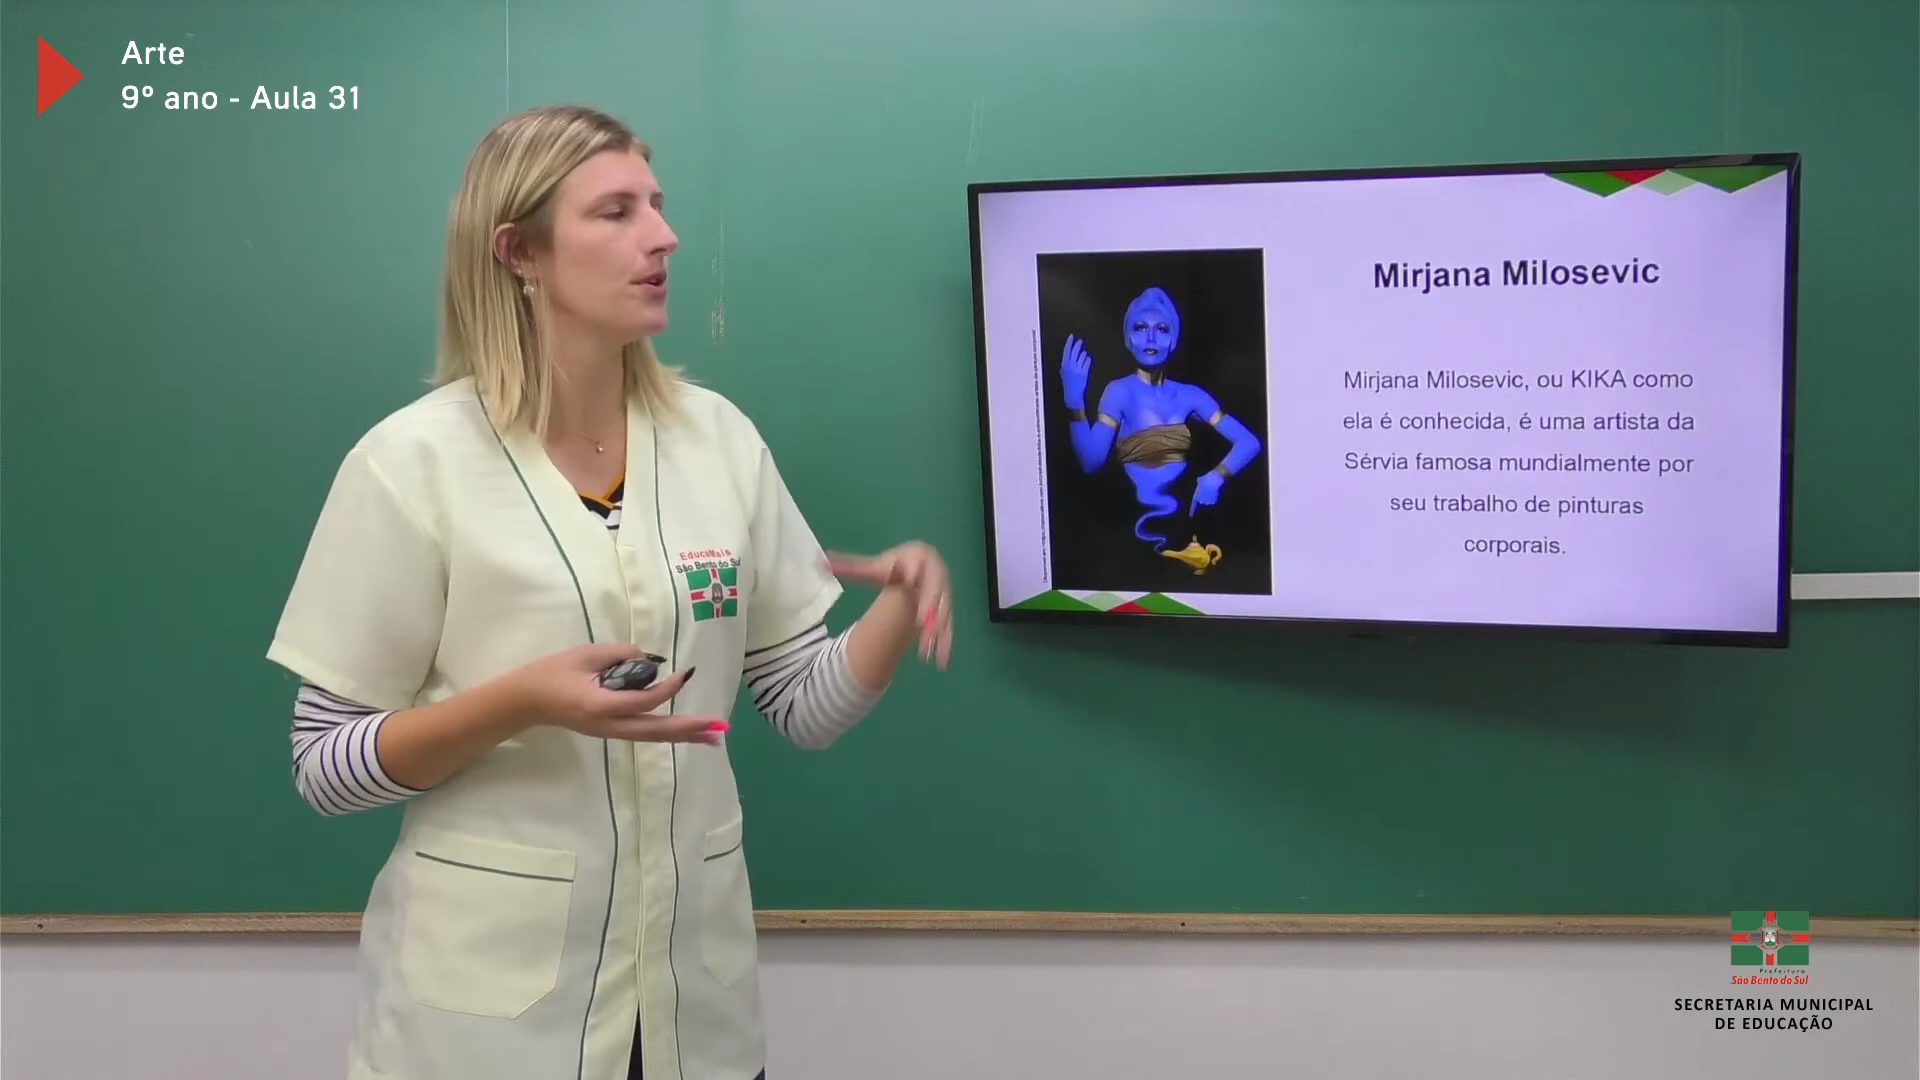 Arte
9º ano - Aula 31
Mirjana Milosevic
Mirjana Milosevic, ou KIKA como
ela é conhecida, é uma artista da
Sérvia famosa mundialmente por
seu trabalho de pinturas
corporais.
EducaMais
São Bento do Sul
Prefeitura
São Bento do Sul
SECRETARIA MUNICIPAL
DE EDUCAÇÃO